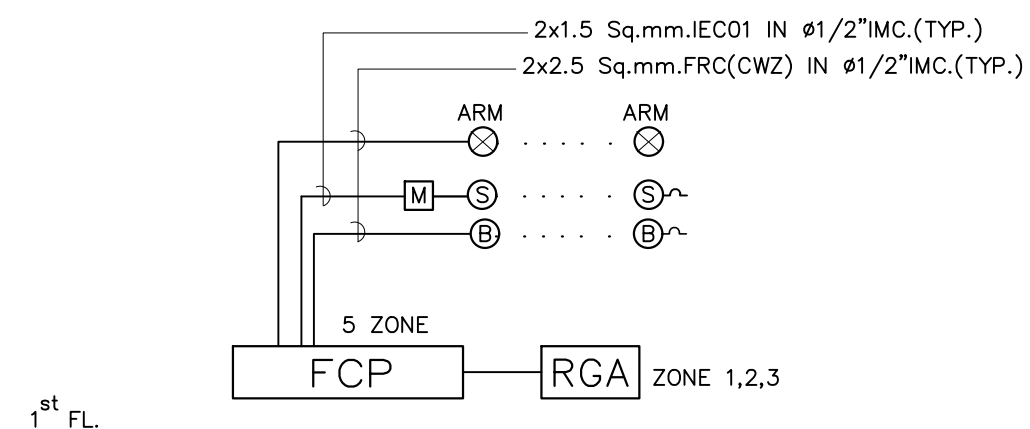 2x1.5 Sq.mm.IEC01 IN ø1/2"IMC.(TYP.)
2x2.5 Sq.mm.FRC(CWZ) IN ø1/2"IMC.(TYP.)
ARM ARM
M S S
B B
5 ZONE
FCP RGA ZONE 1,2,3
1st FL.